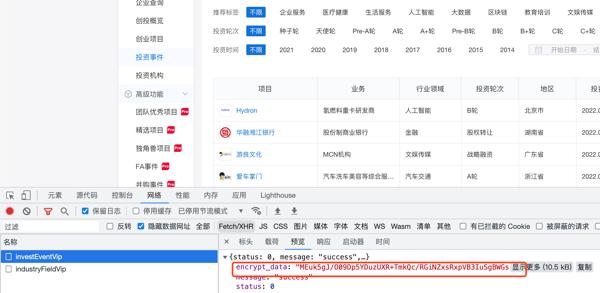 企业查询
创投概览
创业项目
投资事件
投资机构
高级功能
团队优秀项目 Pro
精选项目 Pro
独角兽项目 Pro
FA事件 Pro
并购事件
推荐标签 不限 企业服务 医疗健康 生活服务 人工智能 大数据 区块链 教育培训 文娱传媒
投资轮次 不限 种子轮 天使轮 Pre-A轮 A轮 A+轮 Pre-B轮 B轮 B+轮 C轮 C+轮
投资时间 不限 2021 2020 2019 2018 2017 2016 2015 2014 开始日期
项目 业务 行业领域 投资轮次 地区 投资
Hydron 氢燃料重卡研发商 人工智能 B轮 北京市 2022.0
华融湘江银行 股份制商业银行 金融 股权转让 湖南省 2022.0
游良文化 MCN机构 文娱传媒 战略融资 广东省 2022.0
爱车掌门 汽车洗车美容等综合服... 汽车交通 A轮 浙江省 2022.0
元素 源代码 控制台 网络 性能 内存 应用 Lighthouse
保留日志 停用缓存 已停用节流模式
过滤 反转 隐藏数据网址 全部 Fetch/XHR JS CSS 图片 媒体 字体 文档 WS Wasm 清单 其他 有已拦截的 Cookie 被屏蔽的请求
名称
investEventVip
industryFieldVip
标头 载荷 预览 响应 启动器 时间
{status: 0, message: "success",…}
encrypt_data: "MEuk5gJ/O89Dp5YDuzUXR+TmkQc/RGiNZxsRxpVB3IuSgBWGs 显示更多 (10.5 kB) 复制
message: "success"
status: 0